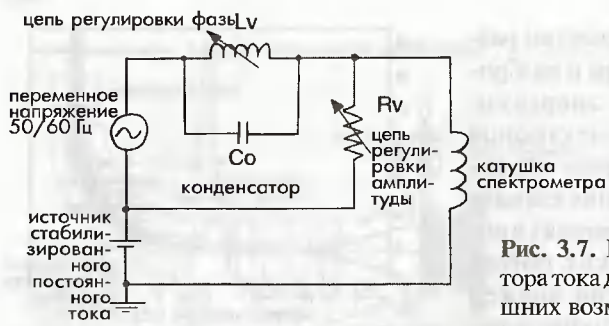 цепь регулировки фазы Lv
переменное
напряжение
50/60 Гц
Co
конденсатор
Rv
цепь
регули-
ровки
ампли-
туды
катушка
спектрометра
источник
стабили-
зирован-
ного
постоян-
ного
тока
Рис. 3.7.
тора тока
шних возм